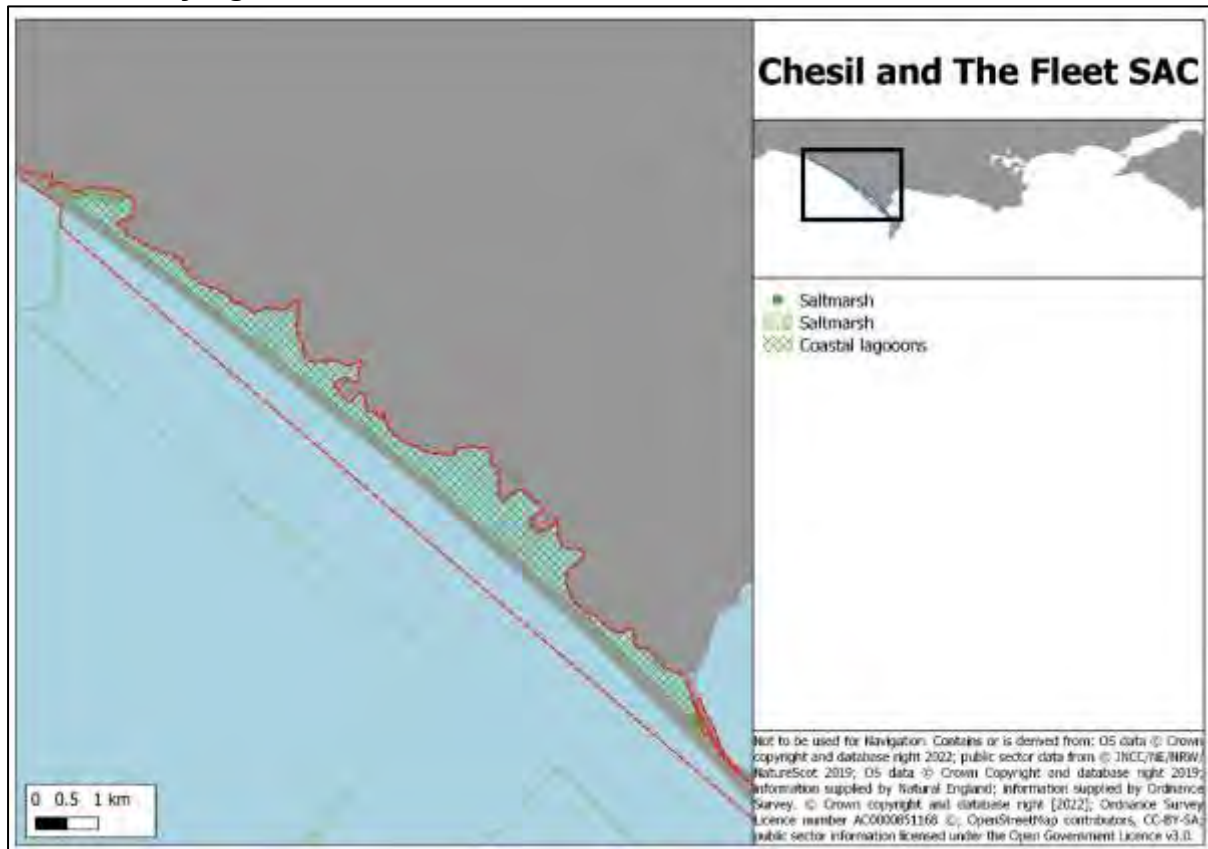 Chesil and The Fleet SAC
Saltmarsh
Saltmarsh
Coastal lagooons
Not to be used for Navigation. Contains or is derived from: OS data © Crown
copyright and database right 2022; public sector data from © JNCC/NE/NRW/
NatureScot 2019; OS data © Crown Copyright and database right 2019;
information supplied by Natural England; information supplied by Ordnance
Survey. © Crown copyright and database right [2022]; Ordnance Survey
Licence number AC0000851168 ©; OpenStreetMap contributors, CC-BY-SA;
public sector information licensed under the Open Government Licence v3.0.
0 0.5 1 km